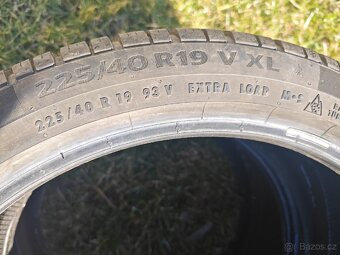 225/40 R19 V XL
225/40 R 19 93 V EXTRA LOAD M+S
bazos.cz